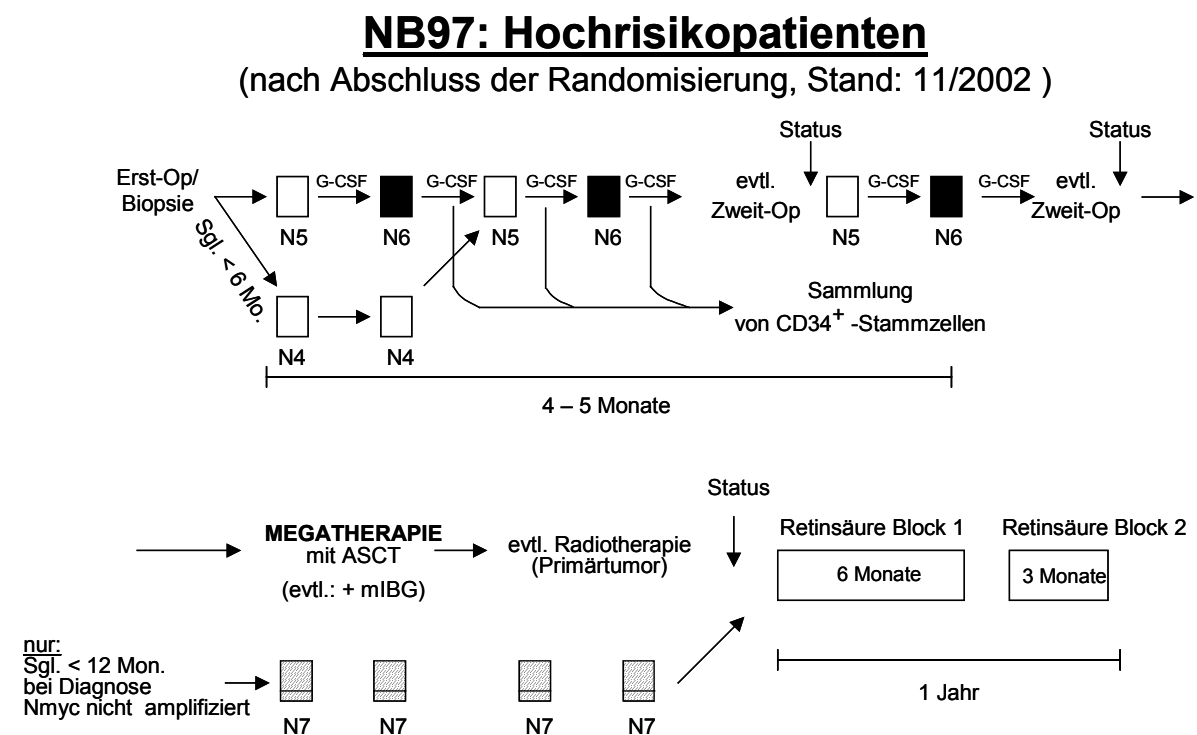 NB97: Hochrisikopatienten
(nach Abschluss der Randomisierung, Stand: 11/2002 )
Status
Status
Erst-Op/
Biopsie
G-CSF
G-CSF
G-CSF
G-CSF
evtl.
Zweit-Op
G-CSF
G-CSF
evtl.
Zweit-Op
N5
N6
N5
N6
N5
N6
Sgl. < 6 Mo.
N4
N4
Sammlung
von CD34+ -Stammzellen
4 – 5 Monate
Status
MEGATHERAPIE
mit ASCT
(evtl.: + mIBG)
evtl. Radiotherapie
(Primärtumor)
Retinsäure Block 1
Retinsäure Block 2
6 Monate
3 Monate
nur:
Sgl. < 12 Mon.
bei Diagnose
Nmyc nicht amplifiziert
N7
N7
N7
N7
1 Jahr